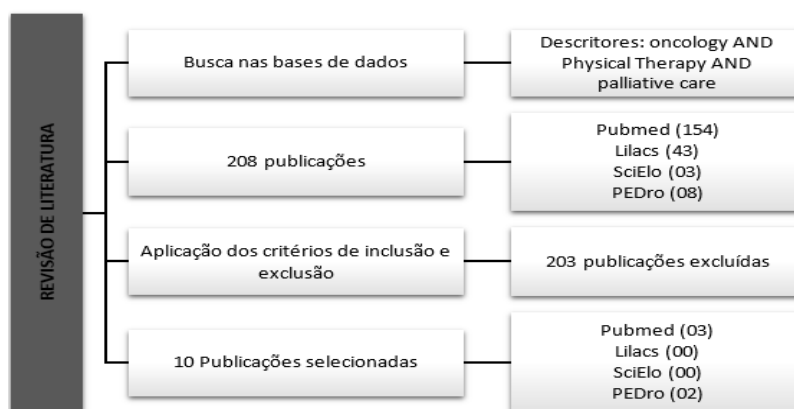 REVISÃO DE LITERATURA
Busca nas bases de dados
Descritores: oncology AND
Physical Therapy AND
palliative care
208 publicações
Pubmed (154)
Lilacs (43)
SciElo (03)
PEDro (08)
Aplicação dos critérios de inclusão e
exclusão
203 publicações excluídas
10 Publicações selecionadas
Pubmed (03)
Lilacs (00)
SciElo (00)
PEDro (02)